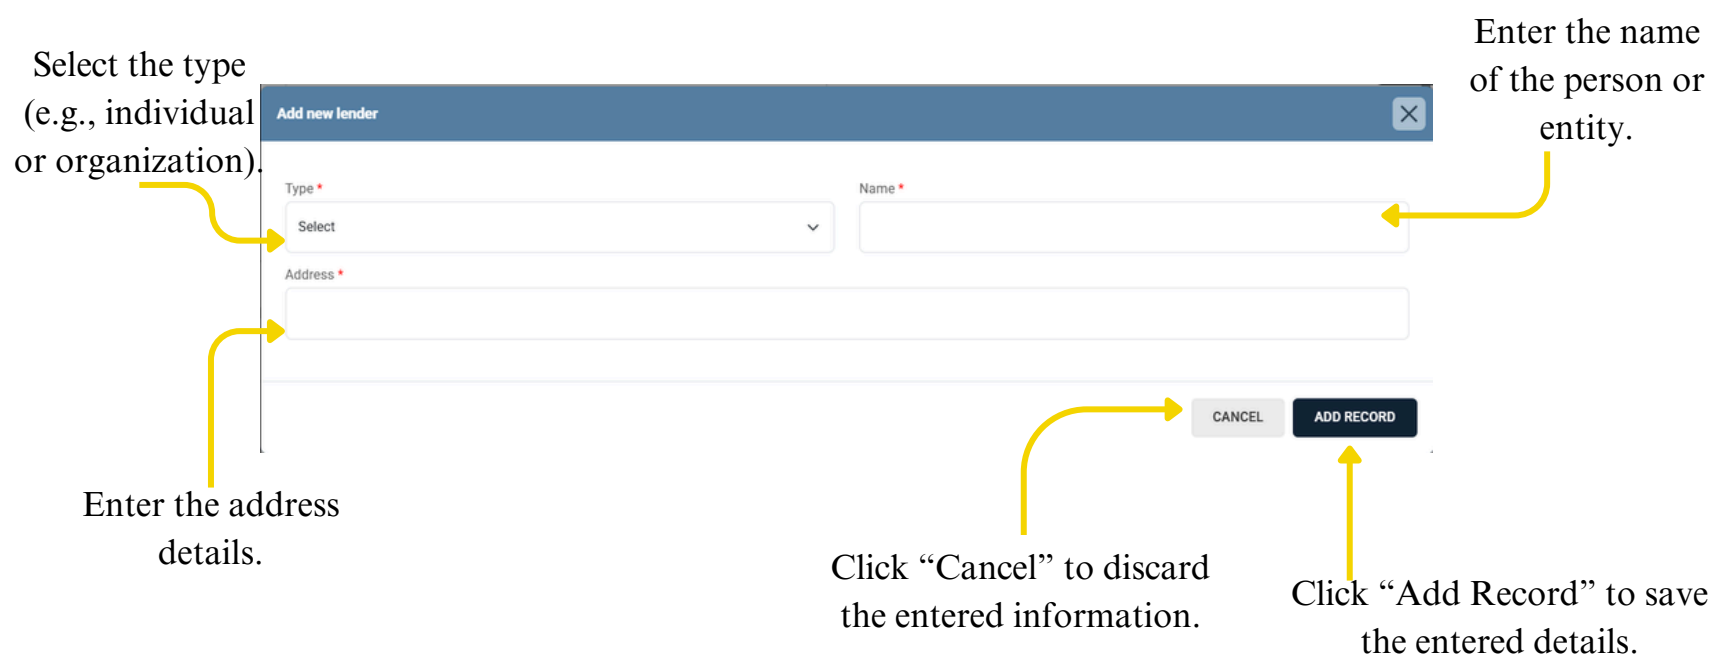 Enter the name
of the person or
entity.
Select the type
(e.g., individual
or organization).
Add new lender
Type *
Name *
Select
Address *
CANCEL
ADD RECORD
Enter the address
details.
Click “Cancel” to discard
the entered information.
Click “Add Record” to save
the entered details.